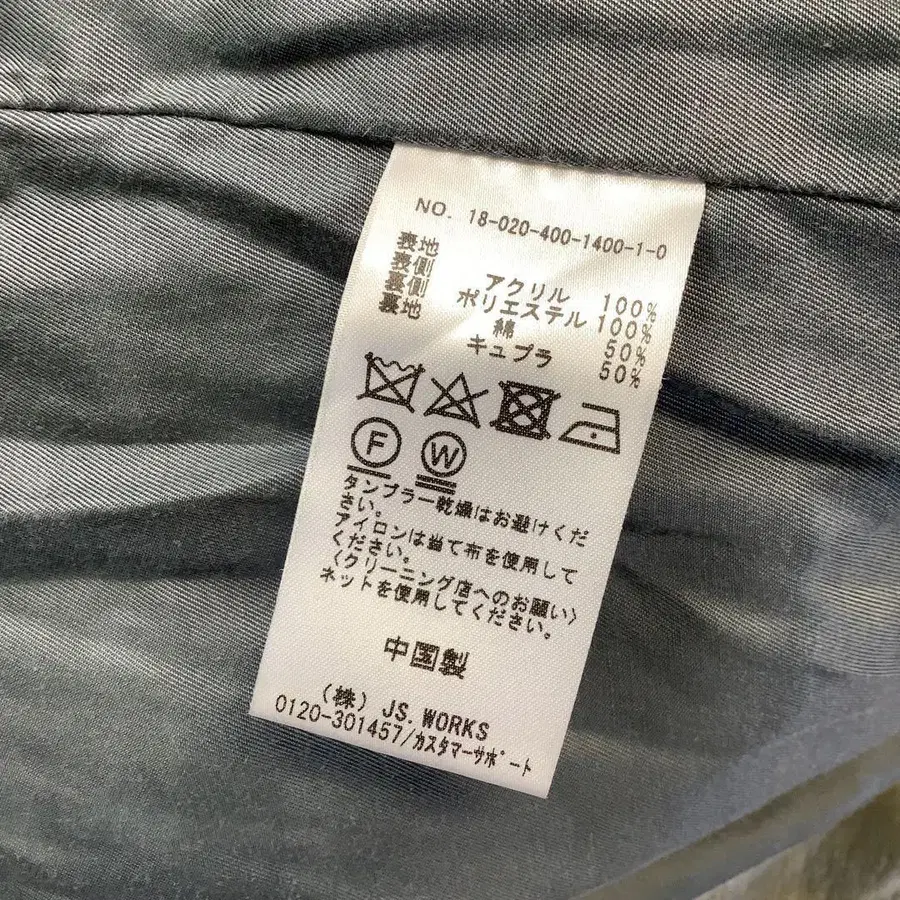 NO. 18-020-400-1400-1-0
表地
表側 アクリル 100%
裏側 ポリエステル 100%
裏地 綿 50%
キュプラ 50%
F W
タンブラー乾燥はお避けくだ
さい。
アイロンは当て布を使用して
ください。
〈クリーニング店へのお願い〉
ネットを使用してください。
中国製
(株) JS.WORKS
0120-301457/カスタマーサポート